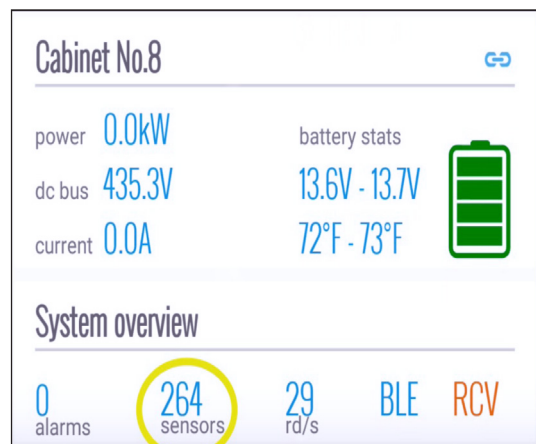 Cabinet No.8
power 0.0kW battery stats
dc bus 435.3V 13.6V - 13.7V
current 0.0A 72°F - 73°F
System overview
0 264 29 BLE RCV
alarms sensors rd/s